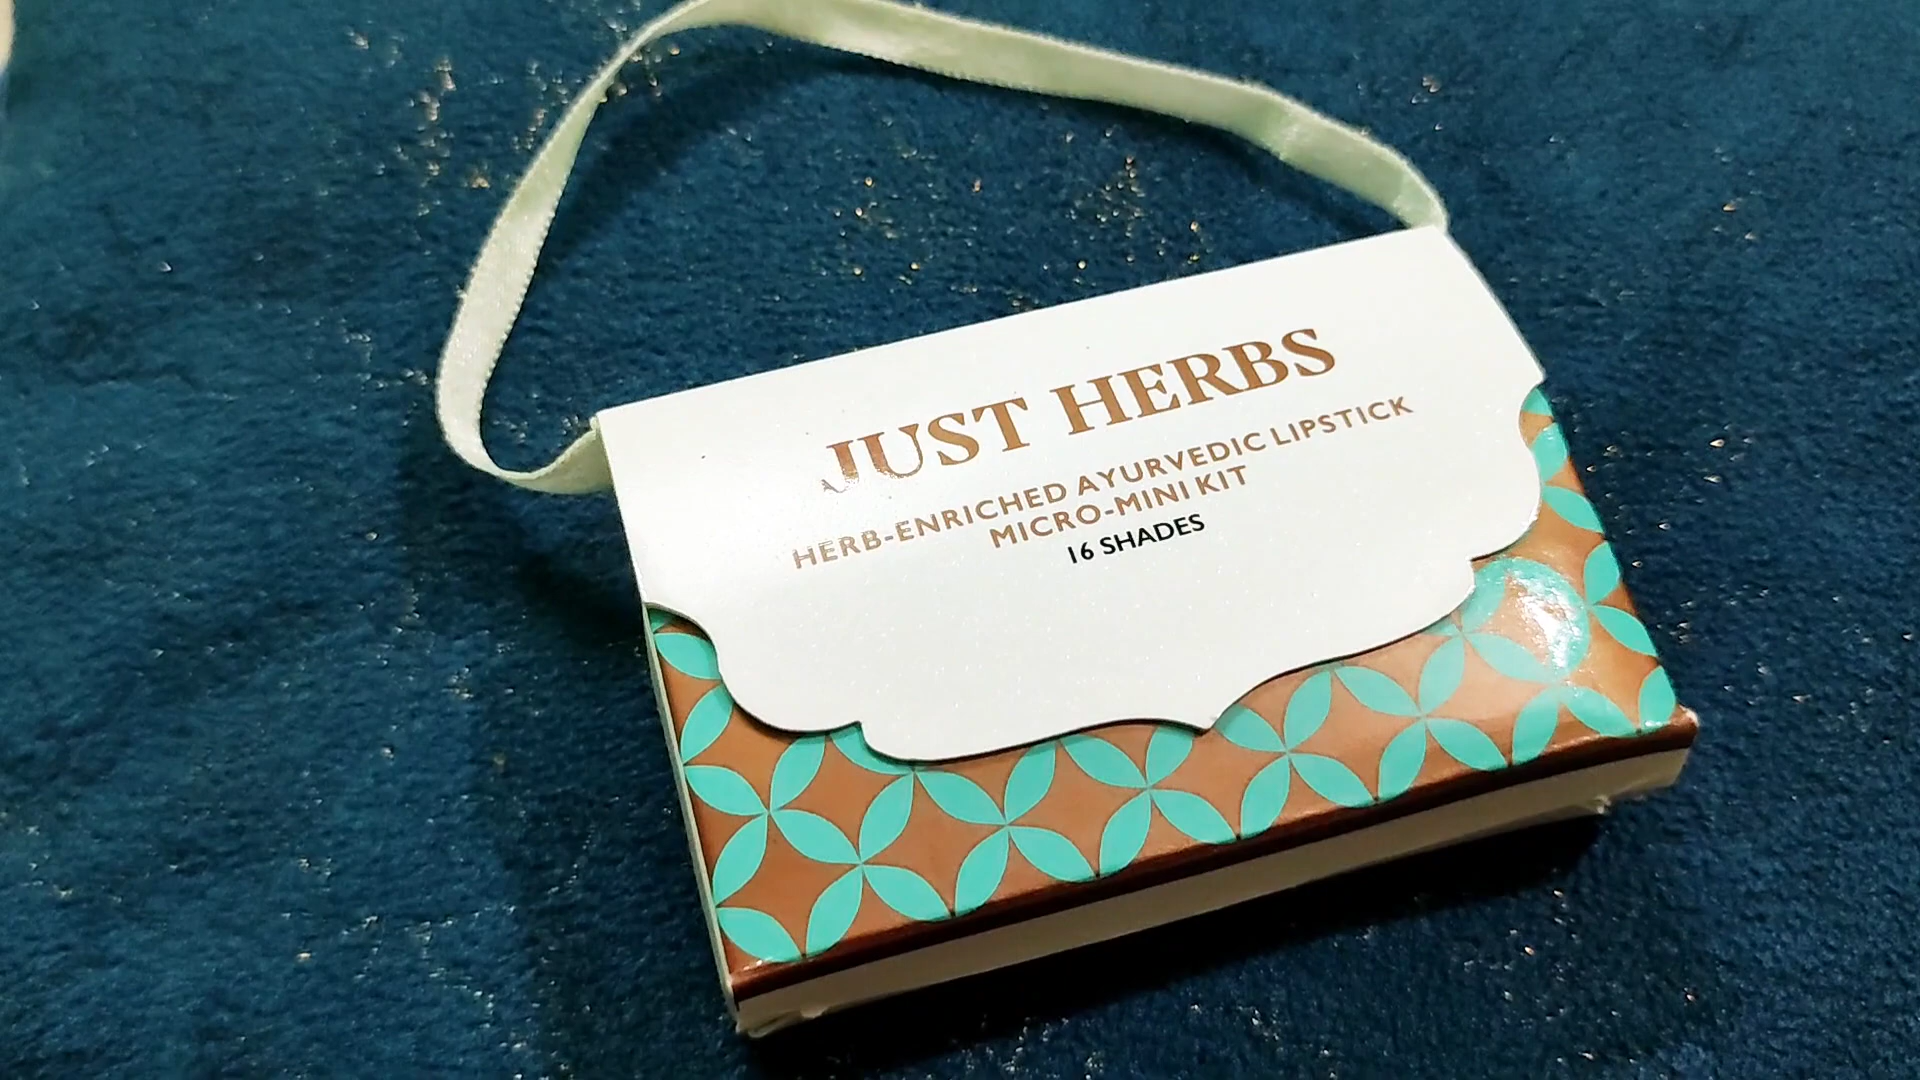 JUST HERBS
HERB-ENRICHED AYURVEDIC LIPSTICK
MICRO-MINI KIT
16 SHADES